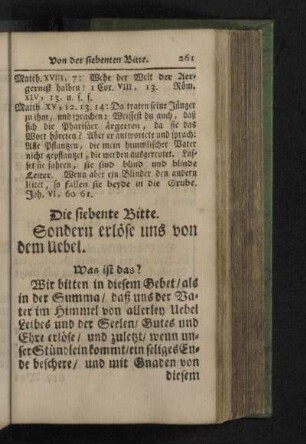 Von der siebenten Bitte. 261
Matth. XVIII, 7: Wehe der Welt der Aer-
gerniß halben! 1 Cor. VIII, 13. Röm.
XIV, 13. u. s. f.
Matth. XV, 12. 13. 14: Da traten seine Jünger
zu ihm, und sprachen: Weissest du auch, daß
sich die Pharisäer ärgerten, da sie das
Wort höreten? Aber er antwortete und sprach:
Alle Pflantzen, die mein himmlischer Vater
nicht gepflantzet, die werden ausgereutet. Las-
set sie fahren, sie sind blind und blinde
Leiter. Wenn aber ein Blinder den andern
leitet, so fallen sie beyde in die Grube.
Joh. VI, 60 61.
Die siebente Bitte.
Sondern erlöse uns von
dem Uebel.
Was ist das?
Wir bitten in diesem Gebet/ als
in der Summa/ daß uns der Va-
ter im Himmel von allerley Uebel
Leibes und der Seelen/ Gutes und
Ehre erlöse/ und zuletzt/ wenn un-
ser Stündlein kommt/ ein seliges En-
de beschere/ und mit Gnaden von
diesem